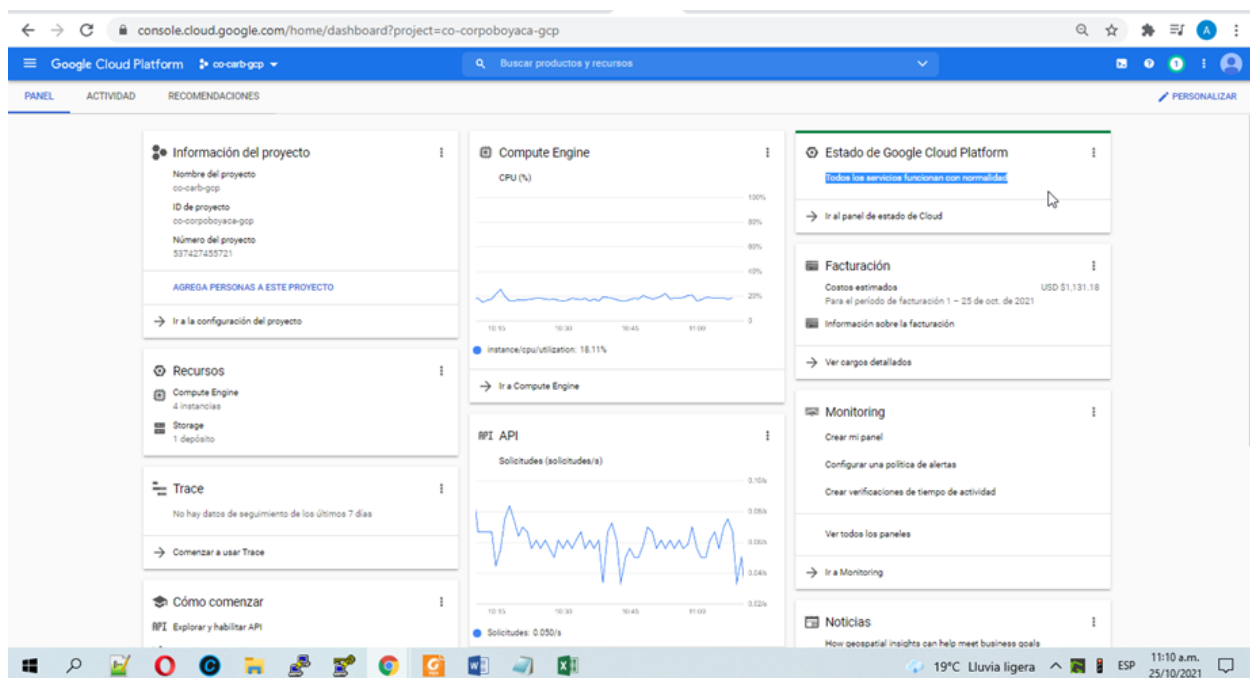 console.cloud.google.com/home/dashboard?project=co-corpoboyaca-gcp
A
Google Cloud Platform
co-carb-gcp
Buscar productos y recursos
1
PANEL
ACTIVIDAD
RECOMENDACIONES
PERSONALIZAR
Información del proyecto
Nombre del proyecto
co-carb-gcp
ID de proyecto
co-corpoboyaca-gcp
Número del proyecto
537427455721
AGREGA PERSONAS A ESTE PROYECTO
Ir a la configuración del proyecto
Recursos
Compute Engine
4 instancias
Storage
1 depósito
Trace
No hay datos de seguimiento de los últimos 7 días
Comenzar a usar Trace
Cómo comenzar
API Explorar y habilitar API
Compute Engine
CPU (%)
100%
80%
60%
40%
20%
0
10:15
10:30
10:45
11:00
instance/cpu/utilization: 18.11%
Ir a Compute Engine
API API
Solicitudes (solicitudes/s)
0.10/s
0.08/s
0.06/s
0.04/s
0.02/s
10:15
10:30
10:45
11:00
Solicitudes: 0.050/s
Estado de Google Cloud Platform
Todos los servicios funcionan con normalidad
Ir al panel de estado de Cloud
Facturación
Costos estimados
USD $1,131.18
Para el período de facturación 1 – 25 de oct. de 2021
Información sobre la facturación
Ver cargos detallados
Monitoring
Crear mi panel
Configurar una política de alertas
Crear verificaciones de tiempo de actividad
Ver todos los paneles
Ir a Monitoring
Noticias
How geospatial insights can help meet business goals
19°C Lluvia ligera
ESP
11:10 a.m.
25/10/2021